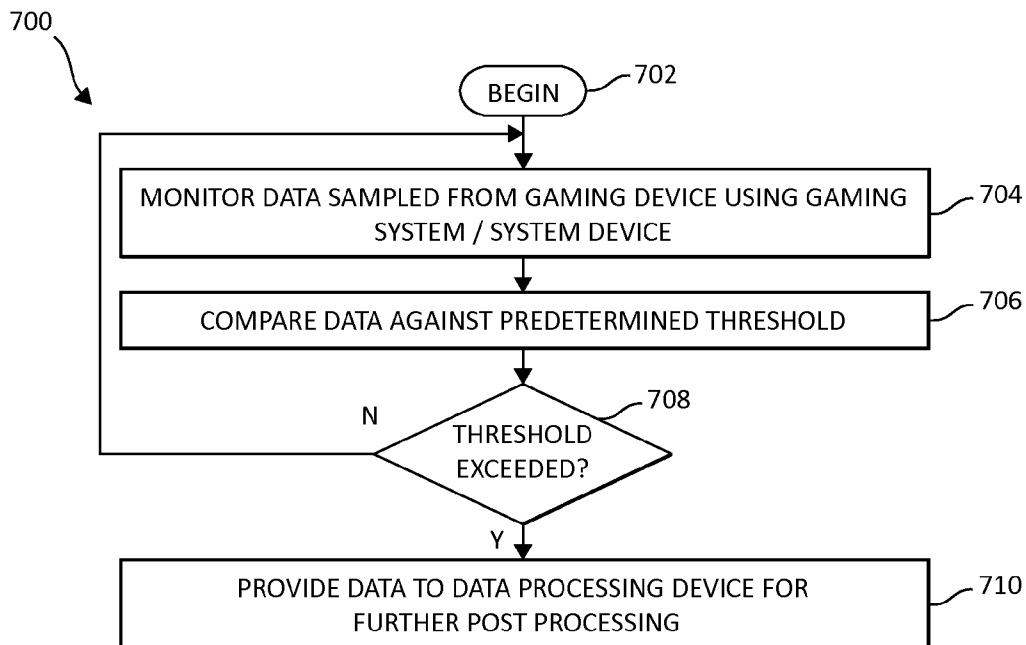 700
BEGIN
702
MONITOR DATA SAMPLED FROM GAMING DEVICE USING GAMING
SYSTEM / SYSTEM DEVICE
704
COMPARE DATA AGAINST PREDETERMINED THRESHOLD
706
THRESHOLD
EXCEEDED?
708
N
Y
PROVIDE DATA TO DATA PROCESSING DEVICE FOR
FURTHER POST PROCESSING
710